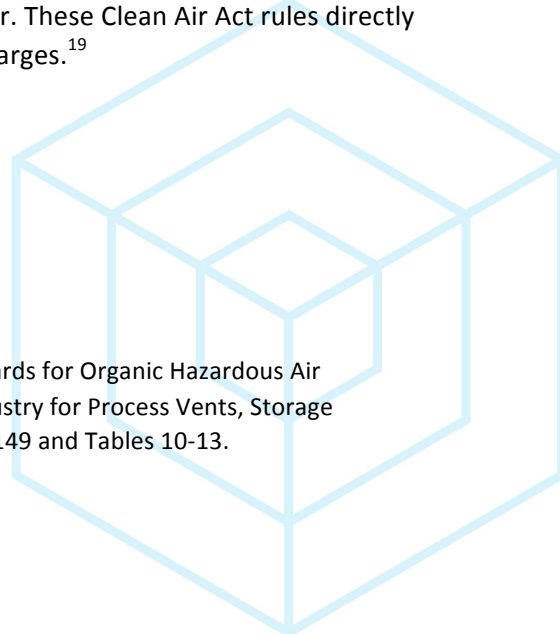 r. These Clean Air Act rules directly
arges.19
ards for Organic Hazardous Air
ustry for Process Vents, Storage
149 and Tables 10-13.